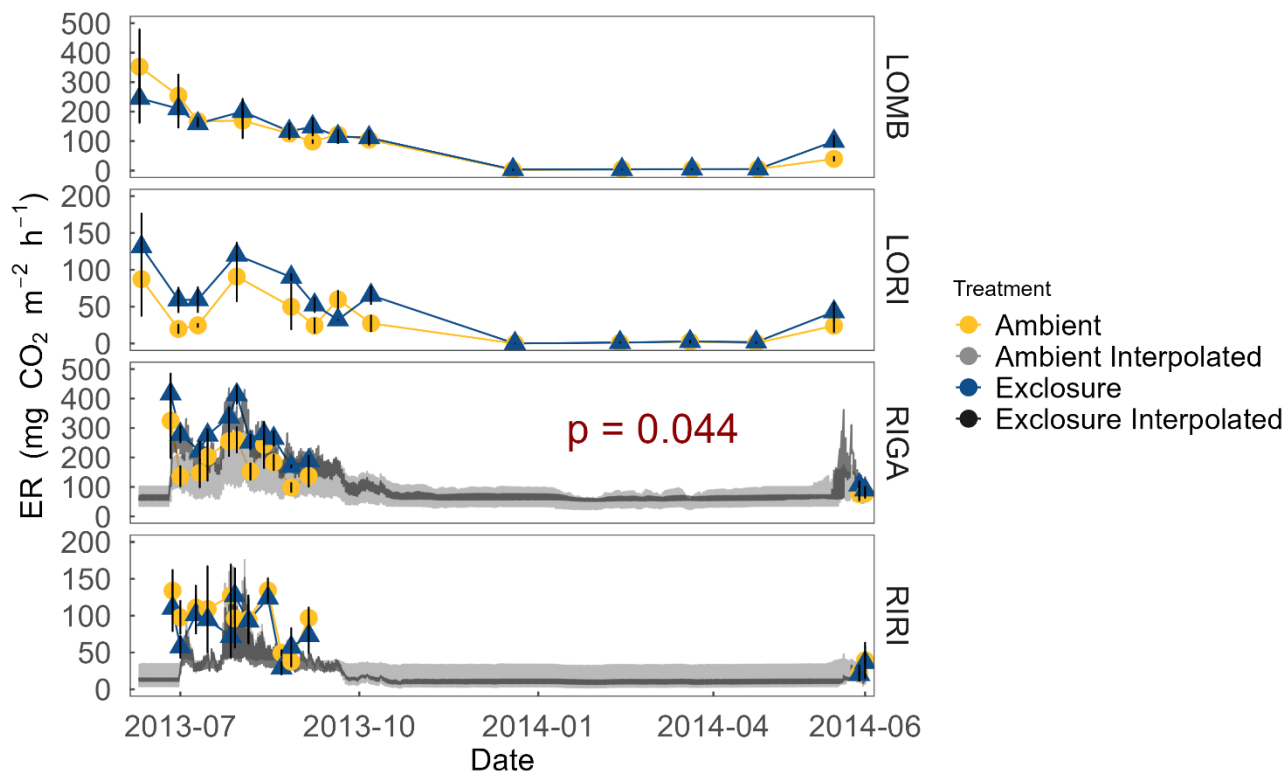 ER (mg CO₂ m⁻² h⁻¹)
500
400
300
200
100
0
LOMB
200
150
100
50
0
LORI
500
400
300
200
100
0
p = 0.044
RIGA
200
150
100
50
0
RIRI
2013-07 2013-10 2014-01 2014-04 2014-06
Date
Treatment
Ambient
Ambient Interpolated
Exclosure
Exclosure Interpolated